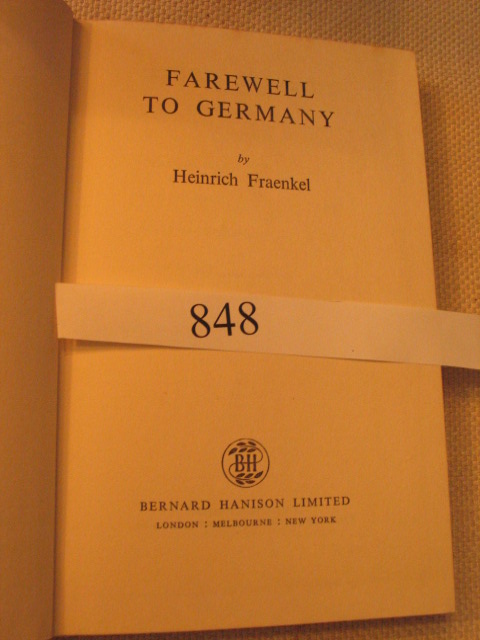 FAREWELL
TO GERMANY
by
Heinrich Fraenkel
848
BH
BERNARD HANISON LIMITED
LONDON : MELBOURNE : NEW YORK